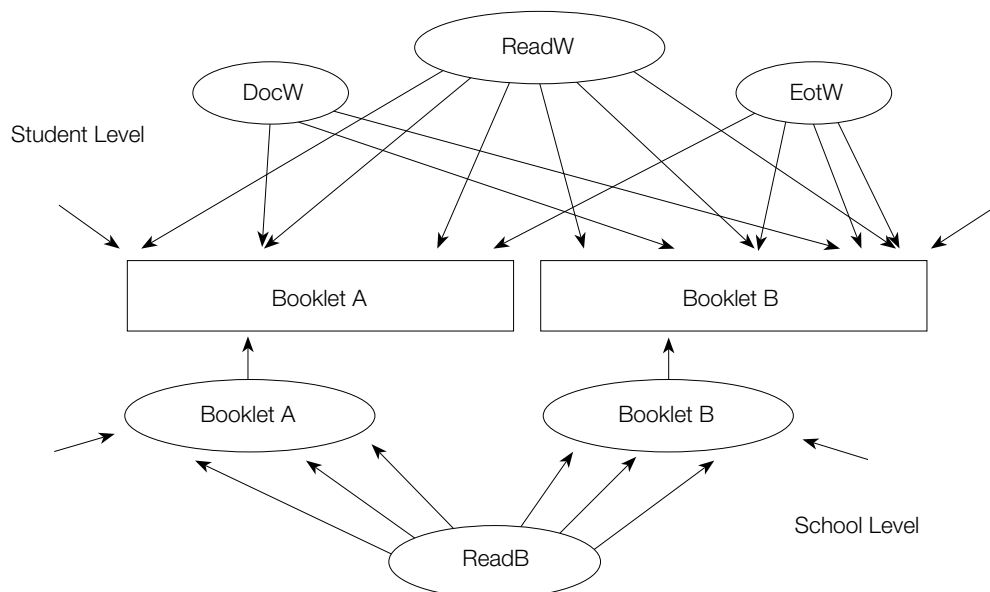 ReadW
DocW
EotW
Student Level
Booklet A
Booklet B
Booklet A
Booklet B
School Level
ReadB